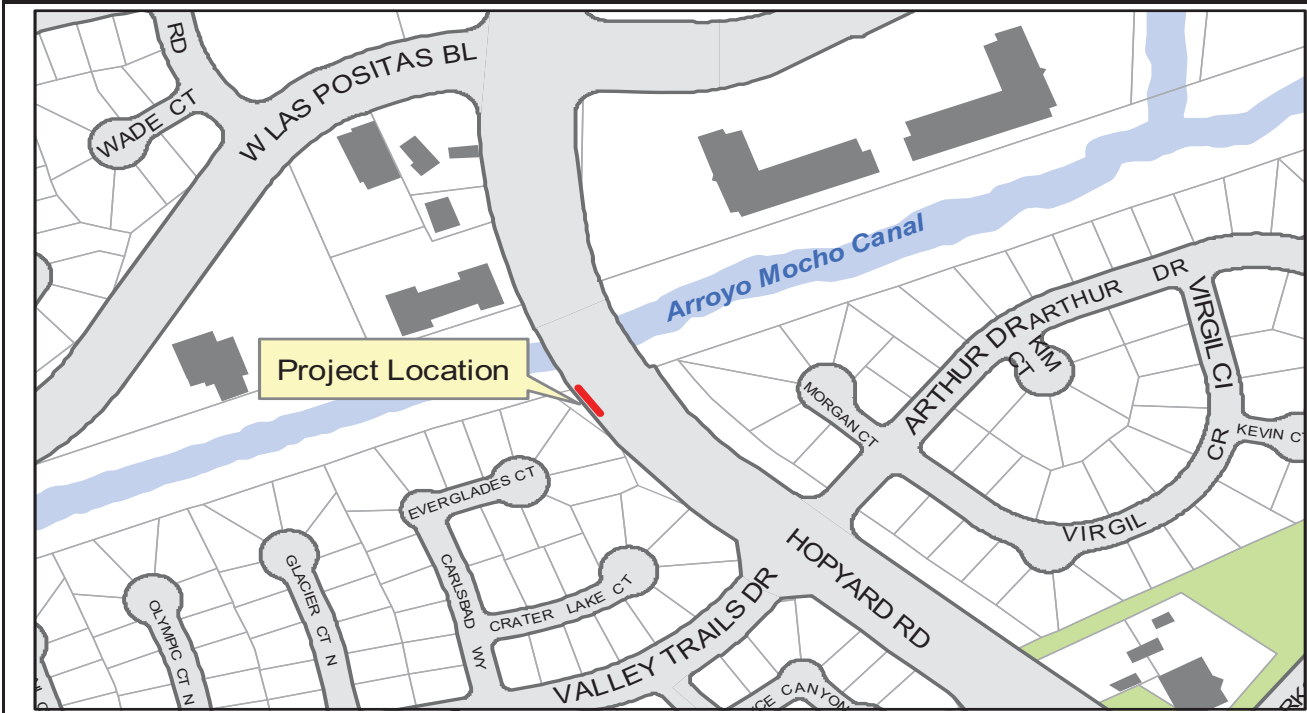 RD
W LAS POSITAS BL
WADE CT
Arroyo Mocho Canal
DR
ARTHUR
ARTHUR DR
KIM
CT
VIRGIL CI
Project Location
MORGAN CT
KEVIN C
CR
EVERGLADES CT
VIRGIL
HOPYARD RD
GLACIER CT N
CARLSBAD
WY
CRATER LAKE CT
OLYMPIC CT N
VALLEY TRAILS DR
CE CANYON